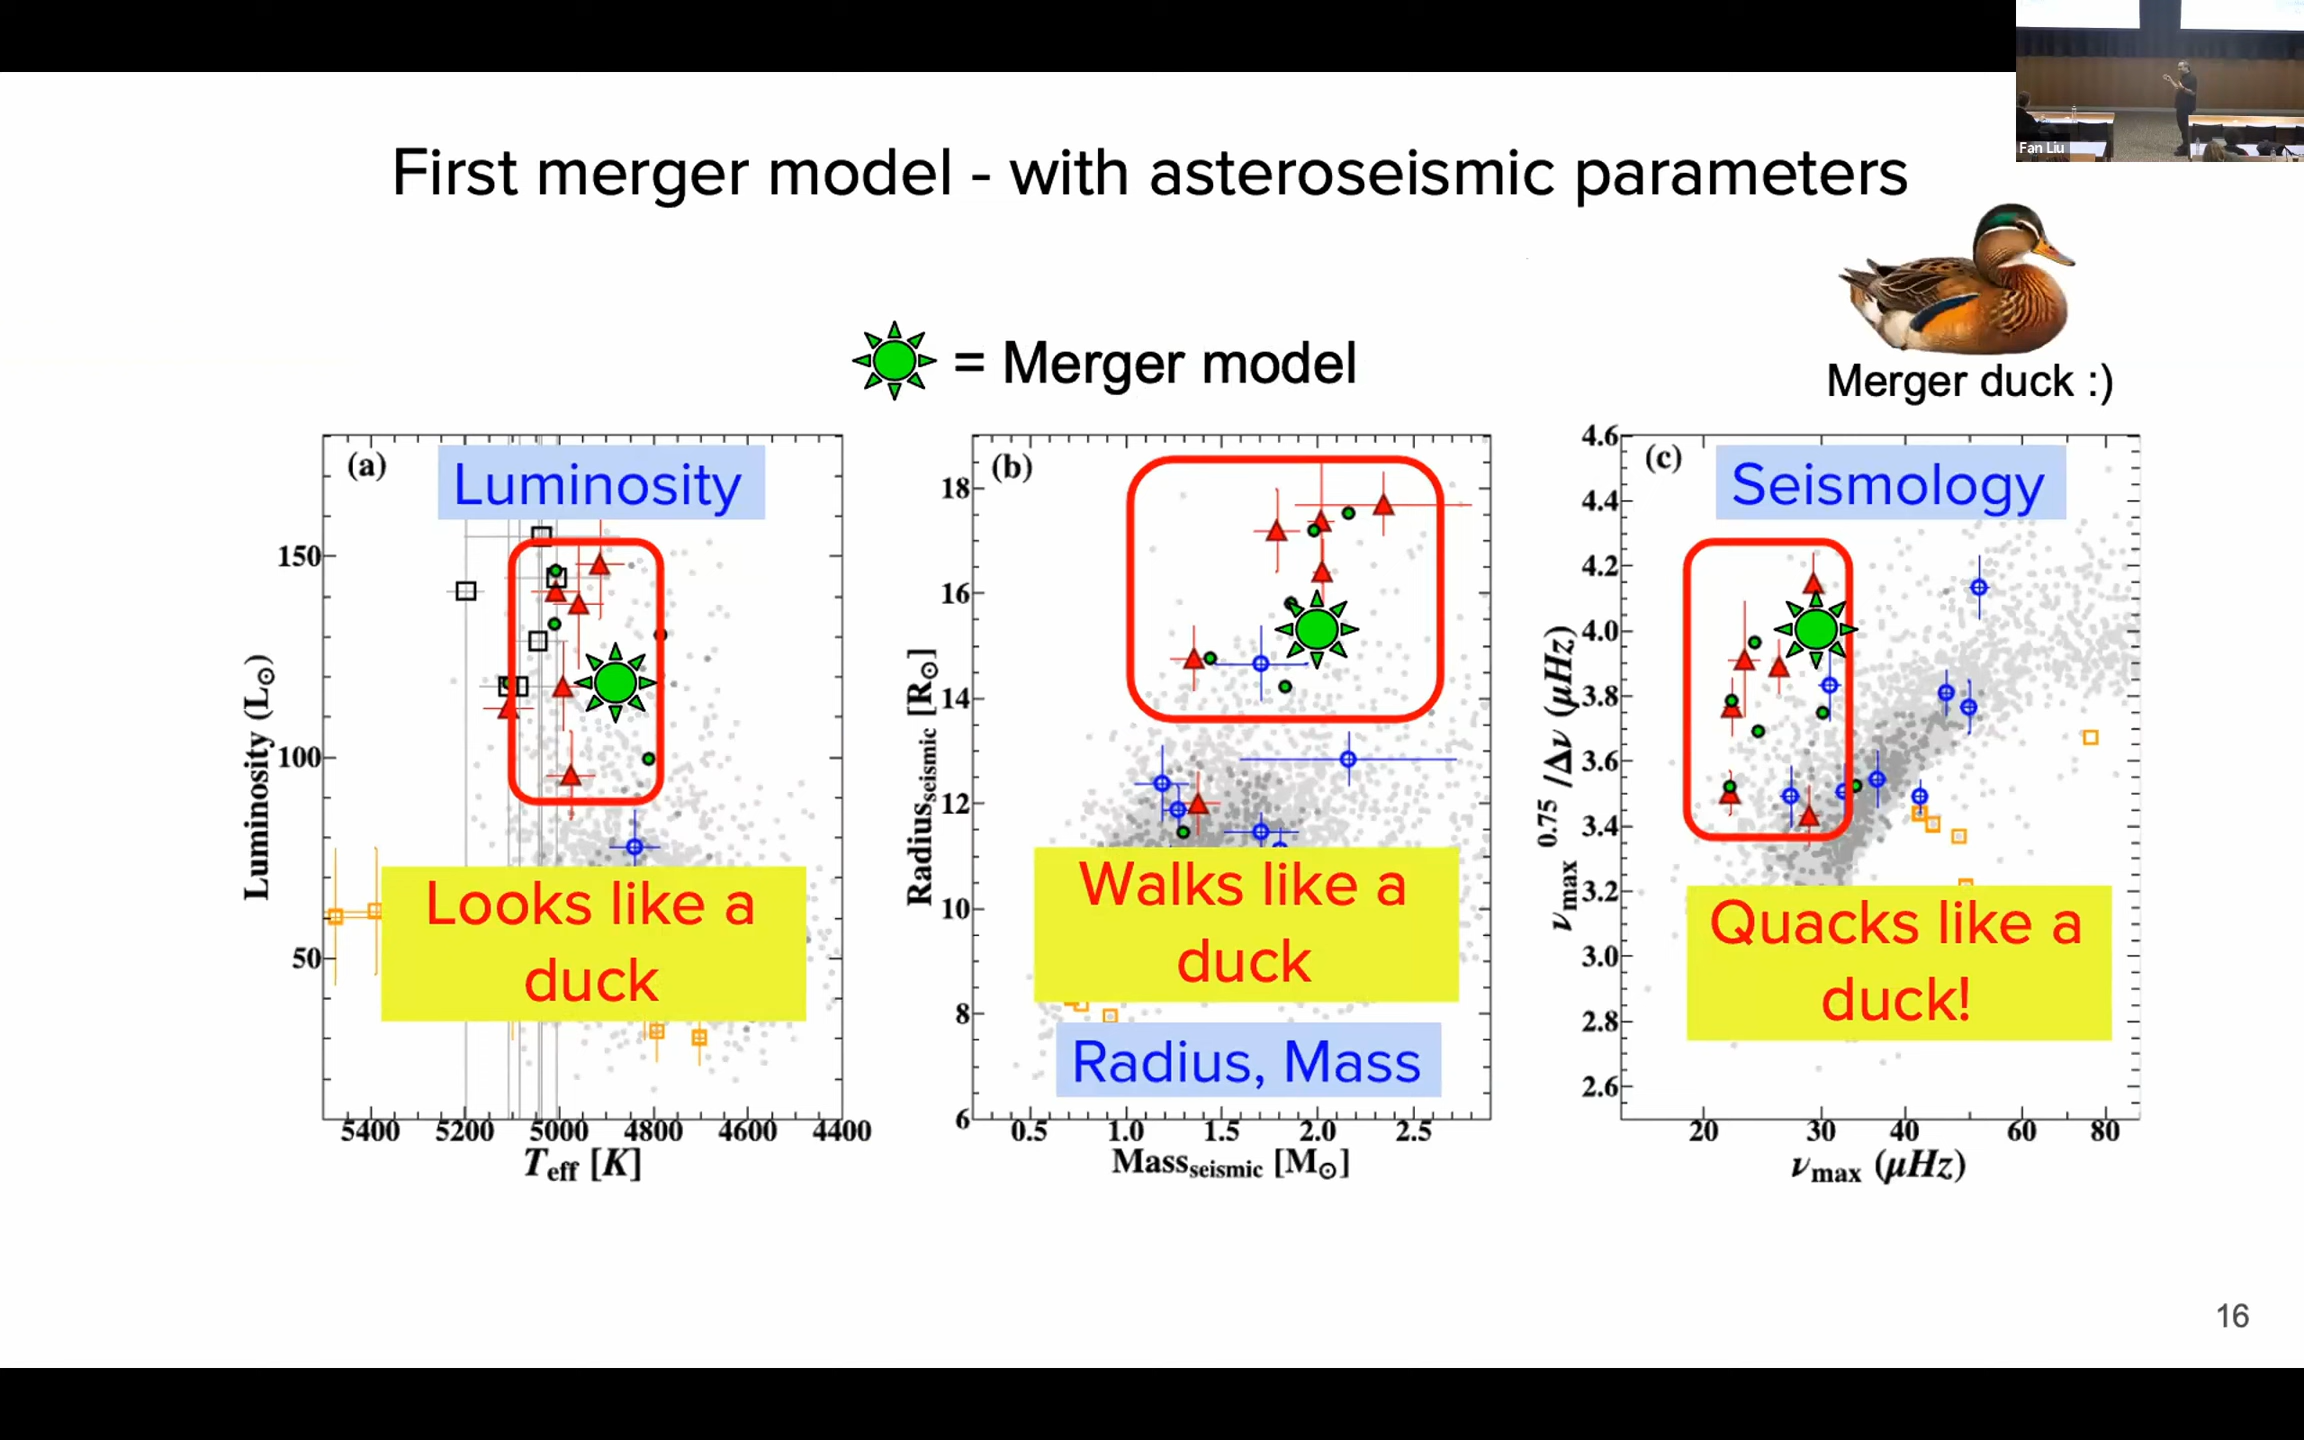 Fan Liu
First merger model - with asteroseismic parameters
= Merger model
Merger duck :)
(a)
Luminosity
150
100
50
Luminosity (L⊙)
Looks like a
duck
5400 5200 5000 4800 4600 4400
Teff [K]
(b)
18
16
14
12
10
8
6
Radiusseismic [R⊙]
Walks like a
duck
Radius, Mass
0.5 1.0 1.5 2.0 2.5
Massseismic [M⊙]
(c)
Seismology
4.6
4.4
4.2
4.0
3.8
3.6
3.4
3.2
3.0
2.8
2.6
νmax^0.75 /Δν (μHz)
Quacks like a
duck!
20 30 40 60 80
νmax (μHz)
16